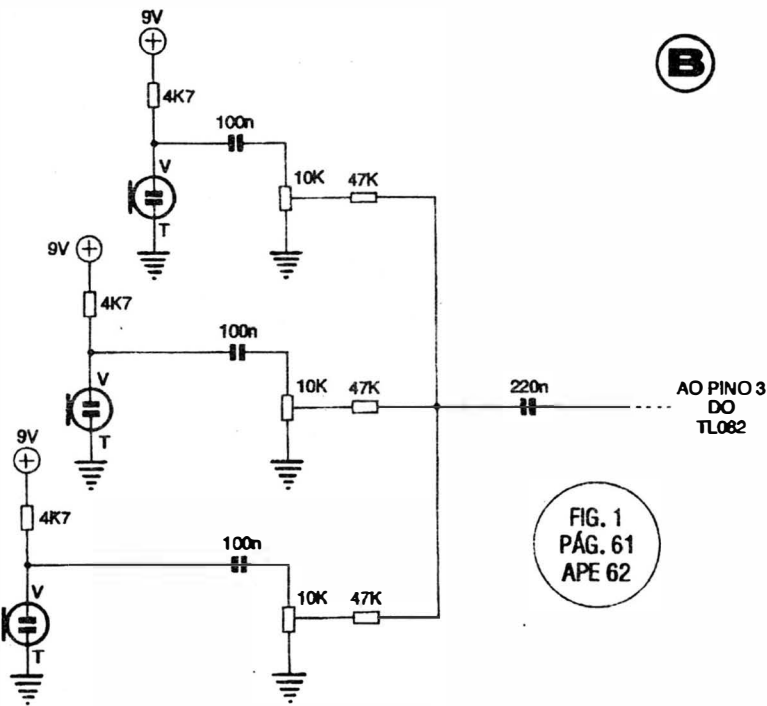 9V
B
4K7
100n
V
10K 47K
T
9V
4K7
100n
V
10K 47K
T
220n
AO PINO 3
DO
TL082
9V
4K7
100n
V
10K 47K
T
FIG. 1
PÁG. 61
APE 62